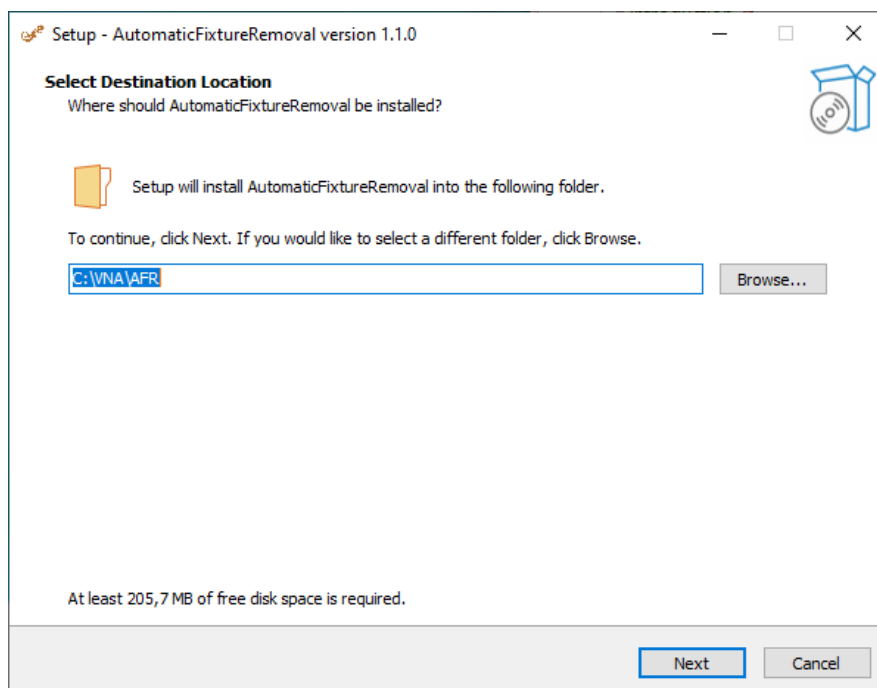 Setup - AutomaticFixtureRemoval version 1.1.0
Select Destination Location
Where should AutomaticFixtureRemoval be installed?
Setup will install AutomaticFixtureRemoval into the following folder.
To continue, click Next. If you would like to select a different folder, click Browse.
C:\VNA\AFR
Browse...
At least 205,7 MB of free disk space is required.
Next
Cancel